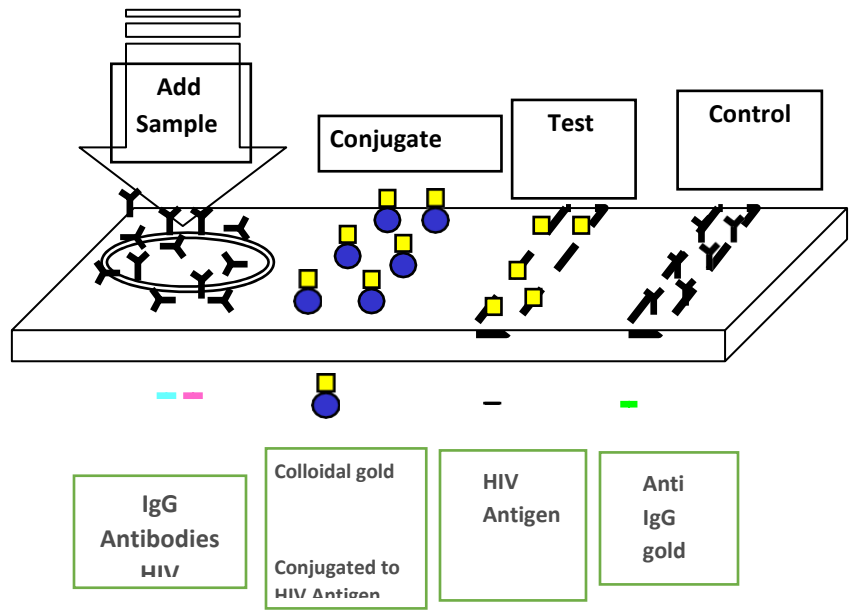 Add
Sample
Conjugate
Test
Control
IgG
Antibodies
HIV
Colloidal gold
Conjugated to
HIV Antigen
HIV
Antigen
Anti
IgG
gold